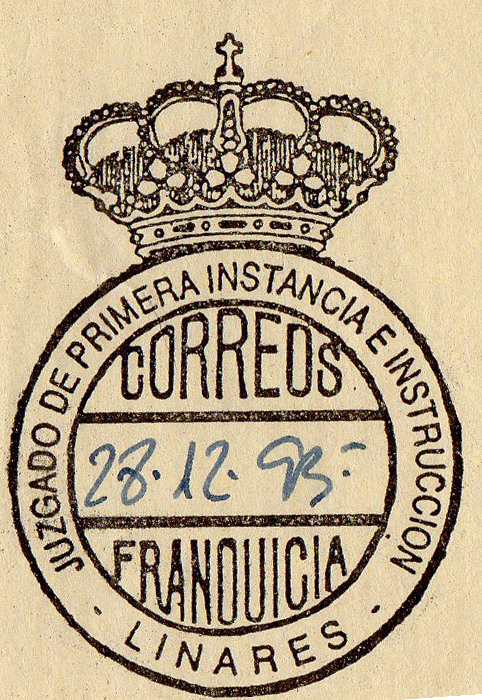 JUZGADO DE PRIMERA INSTANCIA E INSTRUCCION
CORREOS
28.12.93.-
FRANQUICIA
- LINARES -